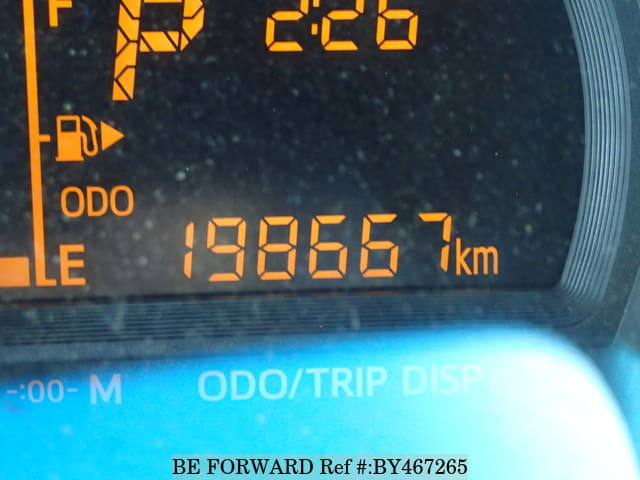 F
P 2:26
ODO
198667km
E
-:00- M ODO/TRIP DISP
BE FORWARD Ref #:BY467265